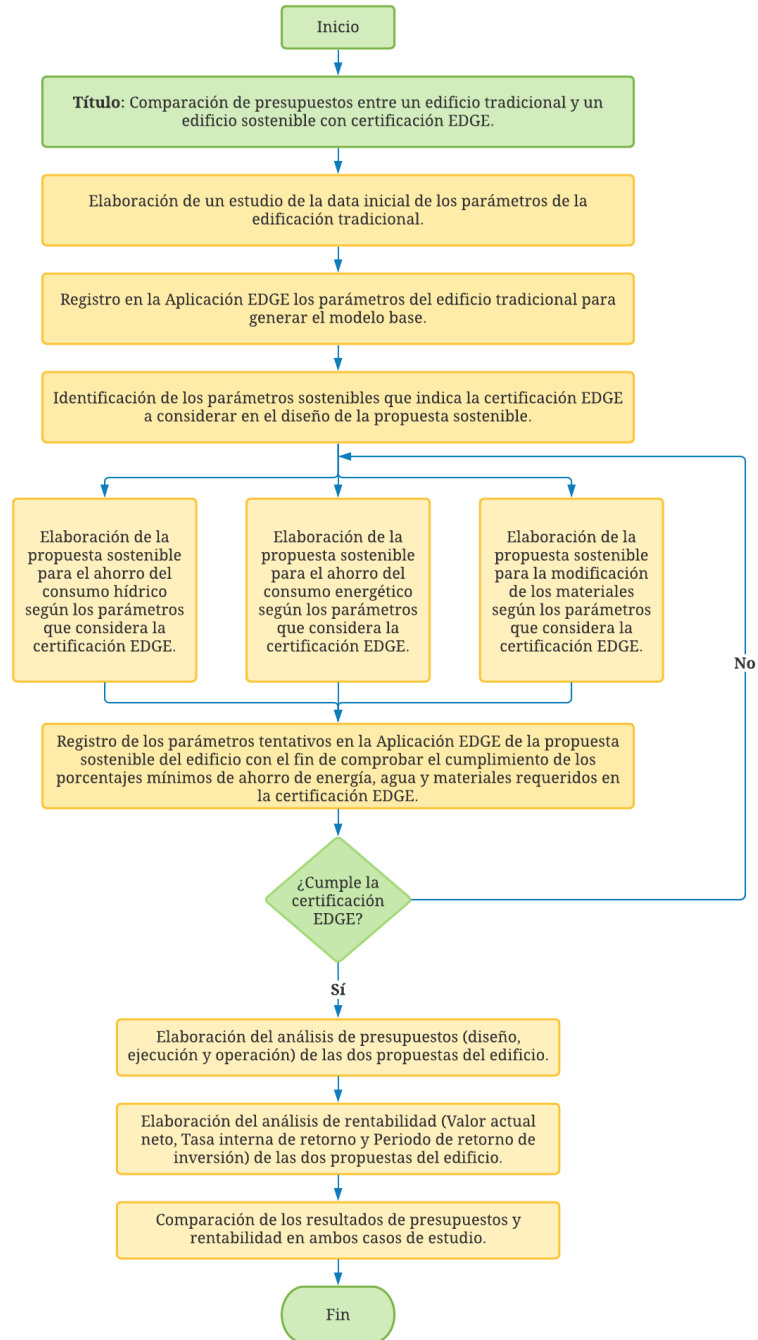 Inicio
Título: Comparación de presupuestos entre un edificio tradicional y un
edificio sostenible con certificación EDGE.
Elaboración de un estudio de la data inicial de los parámetros de la
edificación tradicional.
Registro en la Aplicación EDGE los parámetros del edificio tradicional para
generar el modelo base.
Identificación de los parámetros sostenibles que indica la certificación EDGE
a considerar en el diseño de la propuesta sostenible.
Elaboración de la
propuesta sostenible
para el ahorro del
consumo hídrico
según los parámetros
que considera la
certificación EDGE.
Elaboración de la
propuesta sostenible
para el ahorro del
consumo energético
según los parámetros
que considera la
certificación EDGE.
Elaboración de la
propuesta sostenible
para la modificación
de los materiales
según los parámetros
que considera la
certificación EDGE.
No
Registro de los parámetros tentativos en la Aplicación EDGE de la propuesta
sostenible del edificio con el fin de comprobar el cumplimiento de los
porcentajes mínimos de ahorro de energía, agua y materiales requeridos en
la certificación EDGE.
¿Cumple la
certificación
EDGE?
Sí
Elaboración del análisis de presupuestos (diseño,
ejecución y operación) de las dos propuestas del edificio.
Elaboración del análisis de rentabilidad (Valor actual
neto, Tasa interna de retorno y Periodo de retorno de
inversión) de las dos propuestas del edificio.
Comparación de los resultados de presupuestos y
rentabilidad en ambos casos de estudio.
Fin